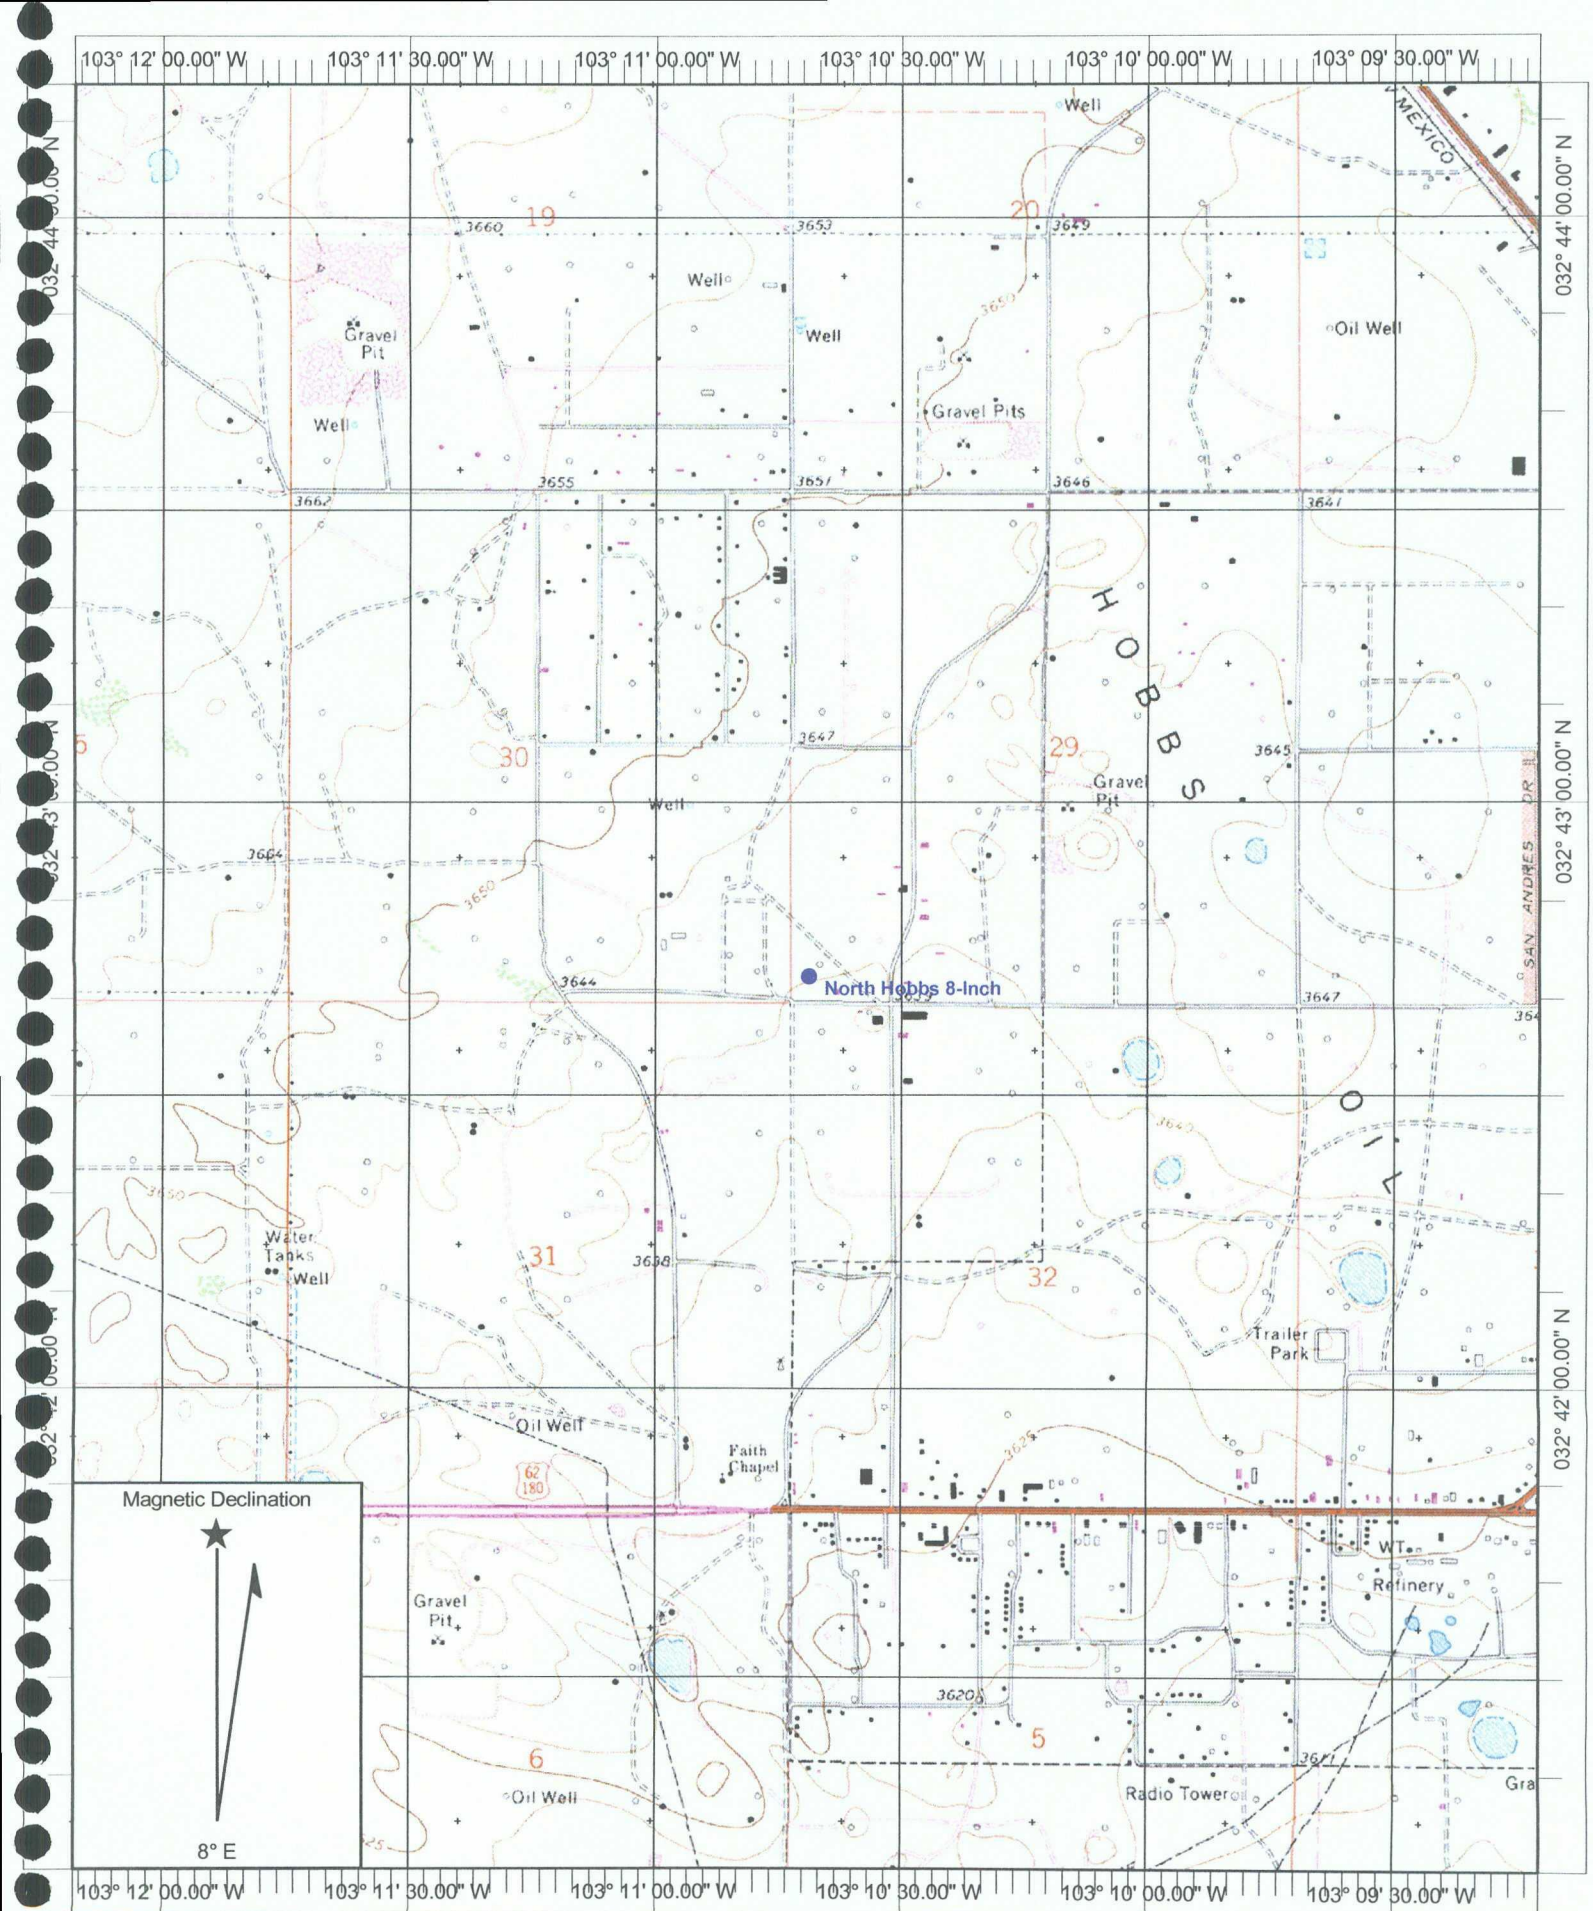 103° 12' 00.00" W 103° 11' 30.00" W 103° 11' 00.00" W 103° 10' 30.00" W 103° 10' 00.00" W 103° 09' 30.00" W
Well
MEXICO
032° 44' 00.00" N
19
20
3660
3653
3649
Well
3650
Gravel
Pit
Well
Oil Well
Gravel Pits
Well
3655
3651
3646
3662
3641
HOBBS
3647
30
29
3645
Gravel
Pit
Well
032° 43' 00.00" N
3664
3650
SAN ANDRES DR
3644
North Hobbs 8-Inch
3647
OIL
3640
3650
Water
Tanks
Well
31
3638
32
Trailer
Park
032° 42' 00.00" N
Oil Well
Faith
Chapel
3625
62
180
Magnetic Declination
8° E
WT
Refinery
Gravel
Pit
3620
6
5
3611
Oil Well
Radio Tower
Gra
103° 12' 00.00" W 103° 11' 30.00" W 103° 11' 00.00" W 103° 10' 30.00" W 103° 10' 00.00" W 103° 09' 30.00" W